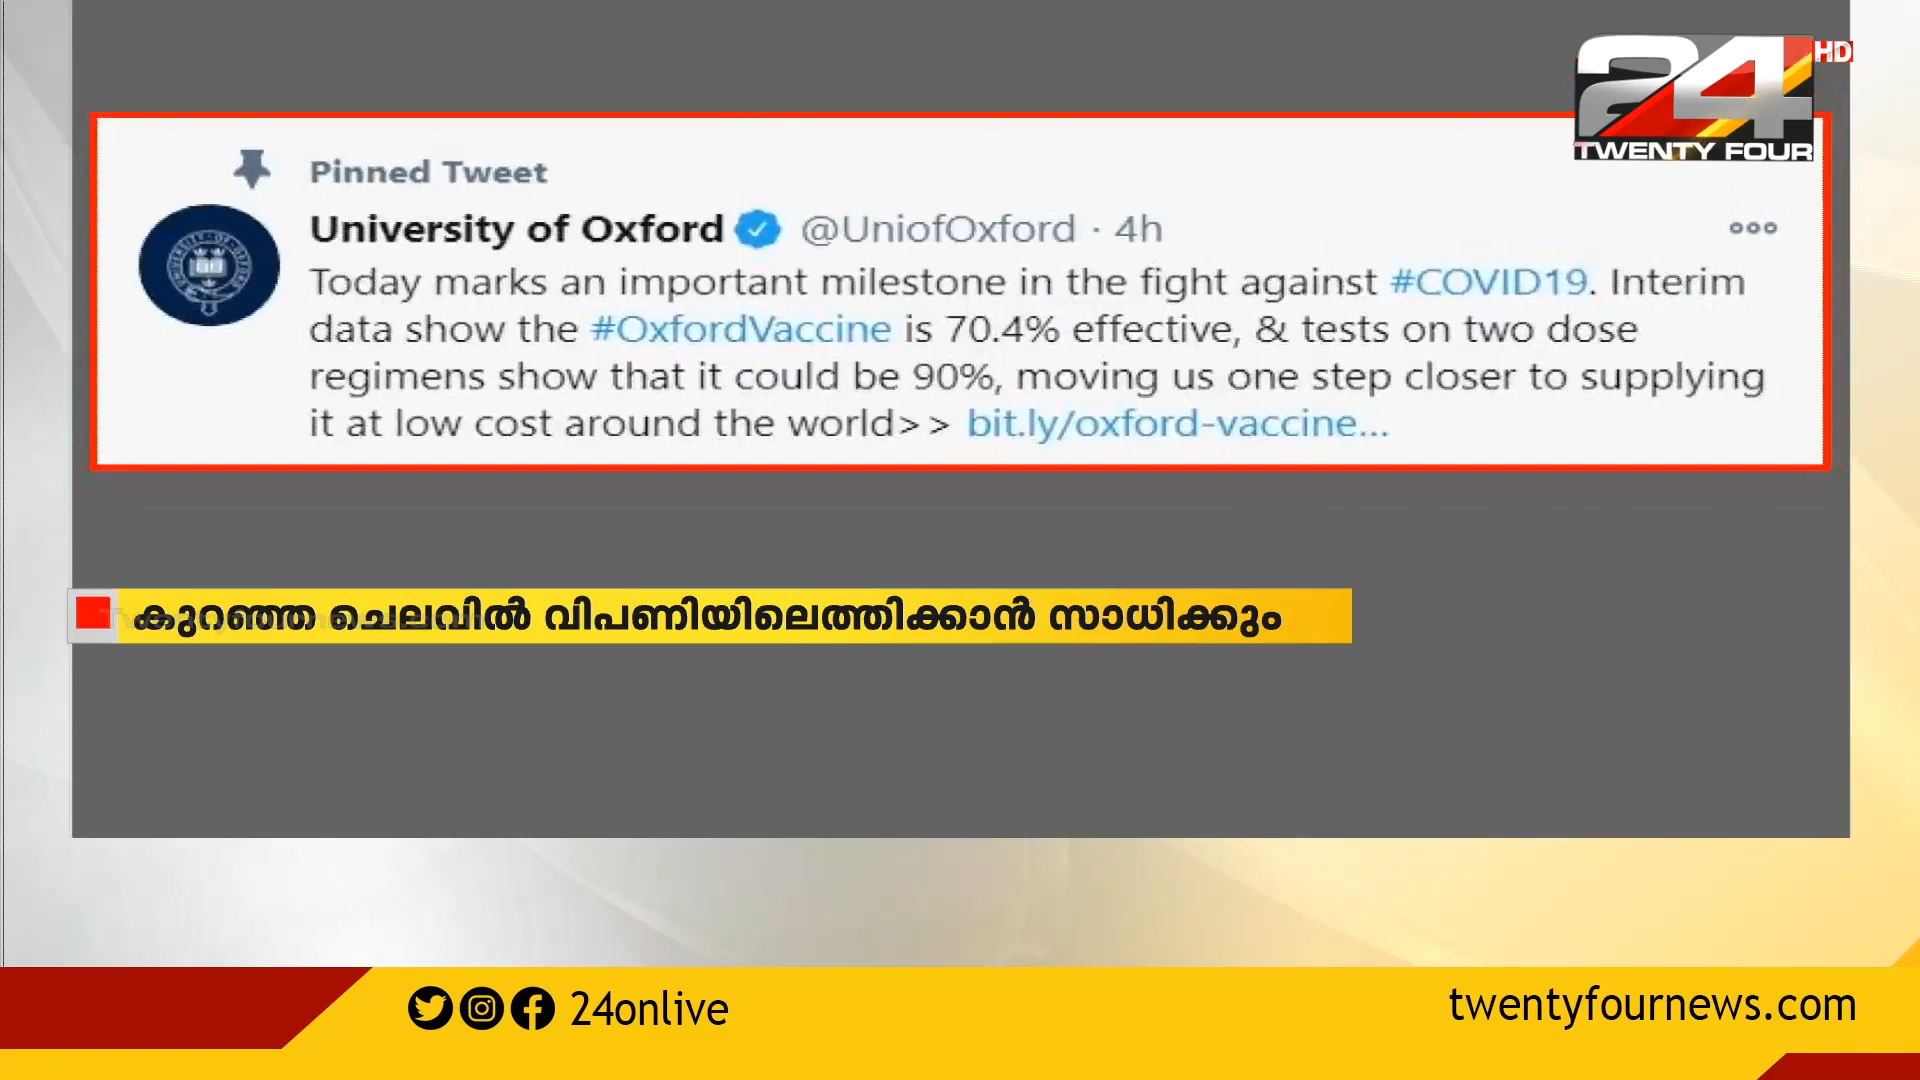 24 HD
TWENTY FOUR
Pinned Tweet
University of Oxford @UniofOxford · 4h
Today marks an important milestone in the fight against #COVID19. Interim
data show the #OxfordVaccine is 70.4% effective, & tests on two dose
regimens show that it could be 90%, moving us one step closer to supplying
it at low cost around the world>> bit.ly/oxford-vaccine...
കുറഞ്ഞ ചെലവിൽ വിപണിയിലെത്തിക്കാൻ സാധിക്കും
24onlive
twentyfournews.com